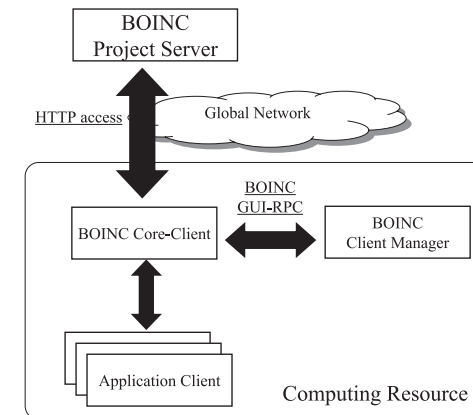 BOINC
Project Server
HTTP access
Global Network
BOINC
GUI-RPC
BOINC Core-Client
BOINC
Client Manager
Application Client
Computing Resource